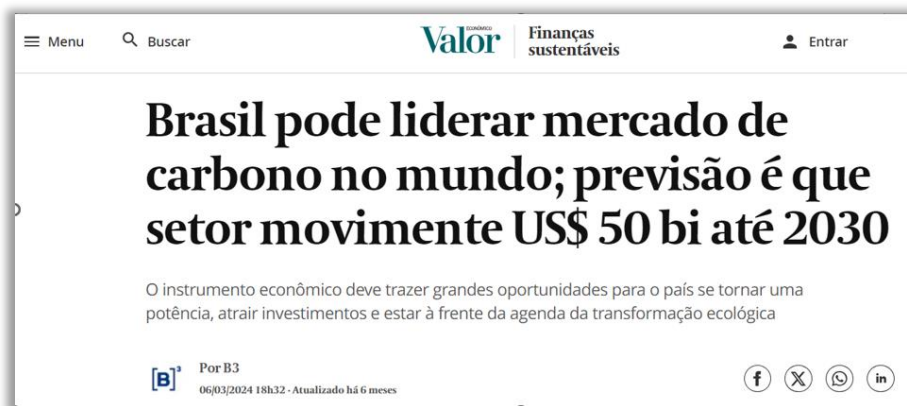 Menu
Buscar
Valor ECONÔMICO
Finanças
sustentáveis
Entrar
Brasil pode liderar mercado de
carbono no mundo; previsão é que
setor movimente US$ 50 bi até 2030
O instrumento econômico deve trazer grandes oportunidades para o país se tornar uma
potência, atrair investimentos e estar à frente da agenda da transformação ecológica
[B]³
Por B3
06/03/2024 18h32 · Atualizado há 6 meses